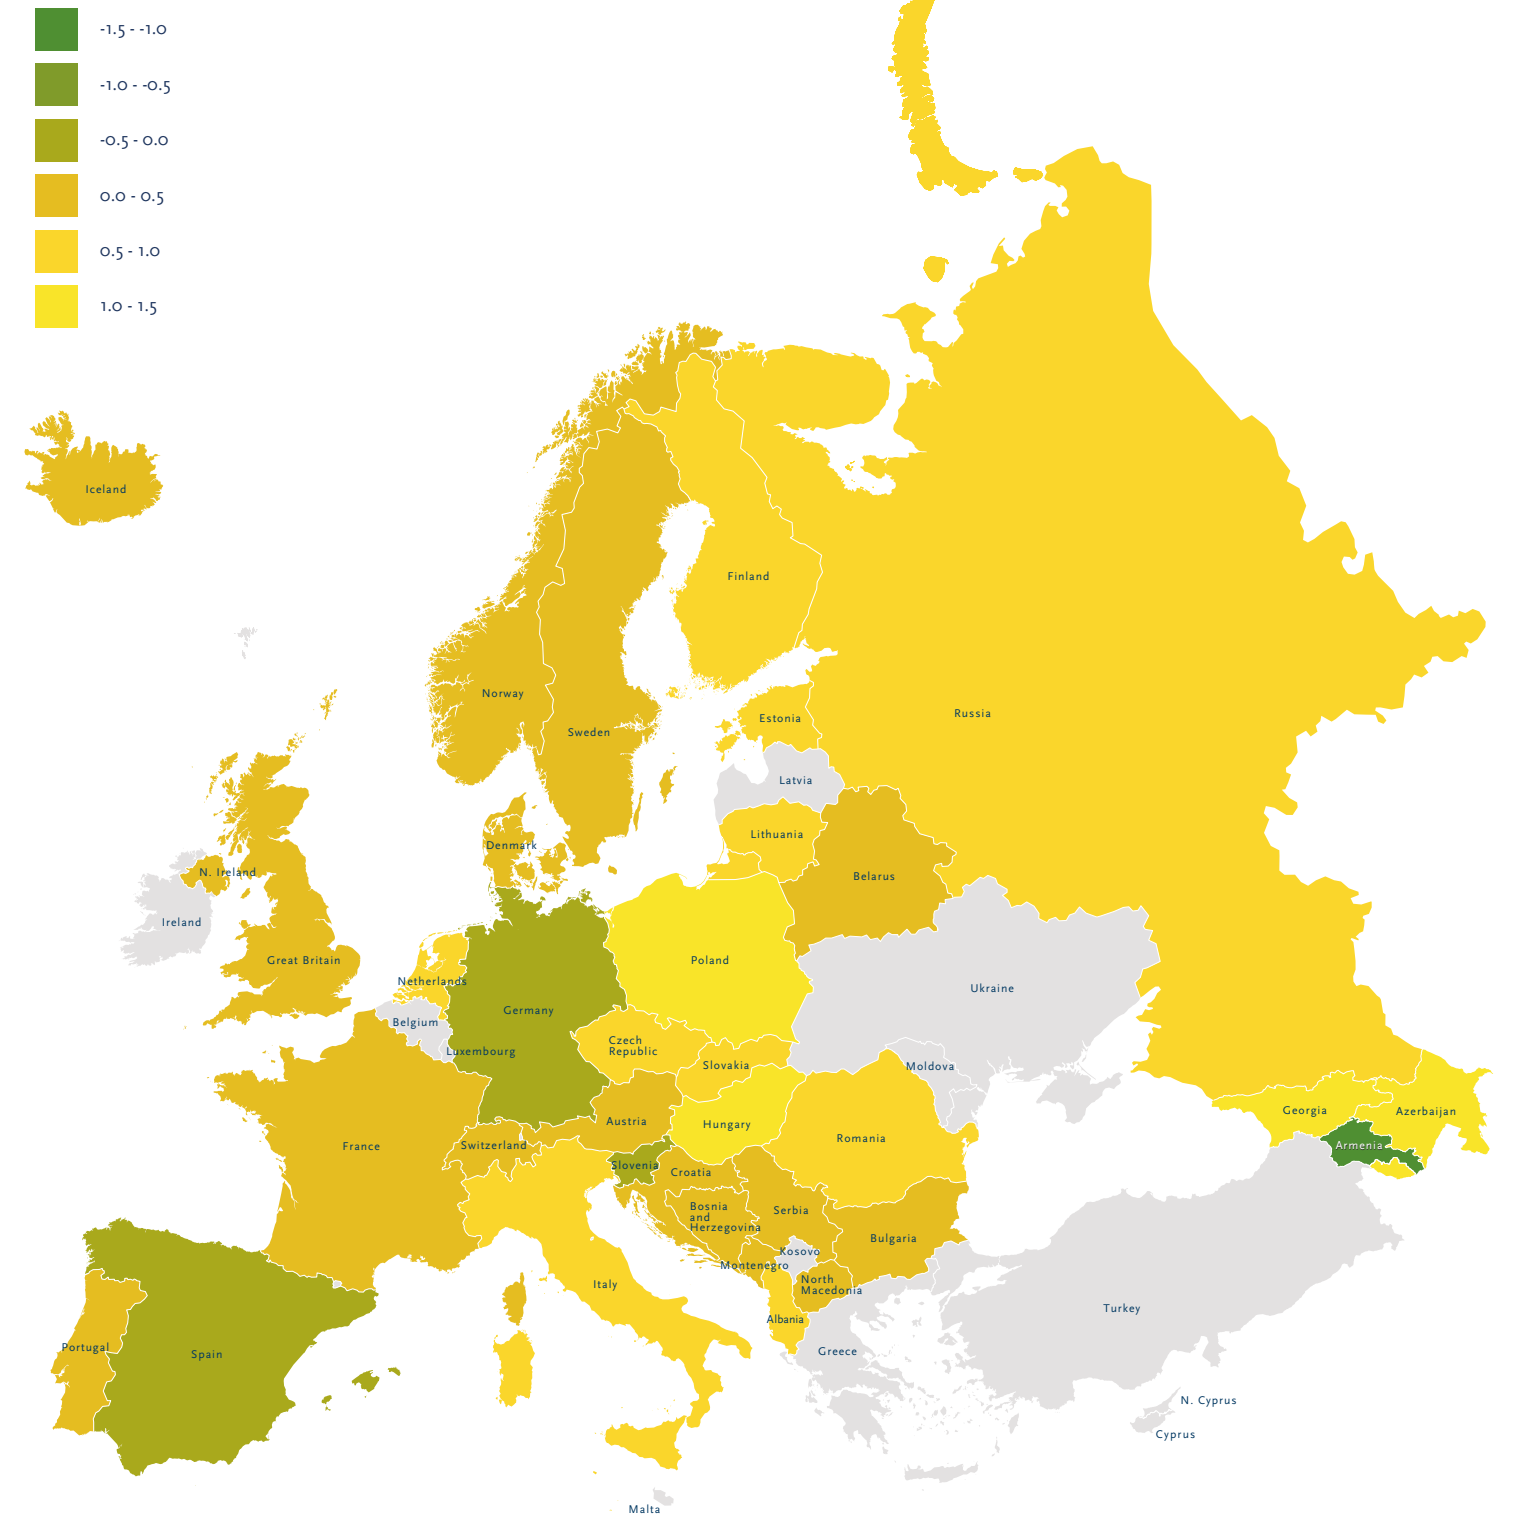 -1.5 - -1.0
-1.0 - -0.5
-0.5 - 0.0
0.0 - 0.5
0.5 - 1.0
1.0 - 1.5
Iceland
Finland
Norway
Sweden
Estonia
Russia
Latvia
Lithuania
Denmark
N. Ireland
Belarus
Ireland
Great Britain
Poland
Netherlands
Ukraine
Germany
Belgium
Czech
Republic
Luxembourg
Slovakia
Moldova
Georgia
Azerbaijan
Austria
Hungary
Romania
France
Switzerland
Armenia
Slovenia
Croatia
Bosnia
and
Herzegovina
Serbia
Bulgaria
Kosovo
Montenegro
North
Macedonia
Italy
Turkey
Albania
Portugal
Spain
Greece
N. Cyprus
Cyprus
Malta